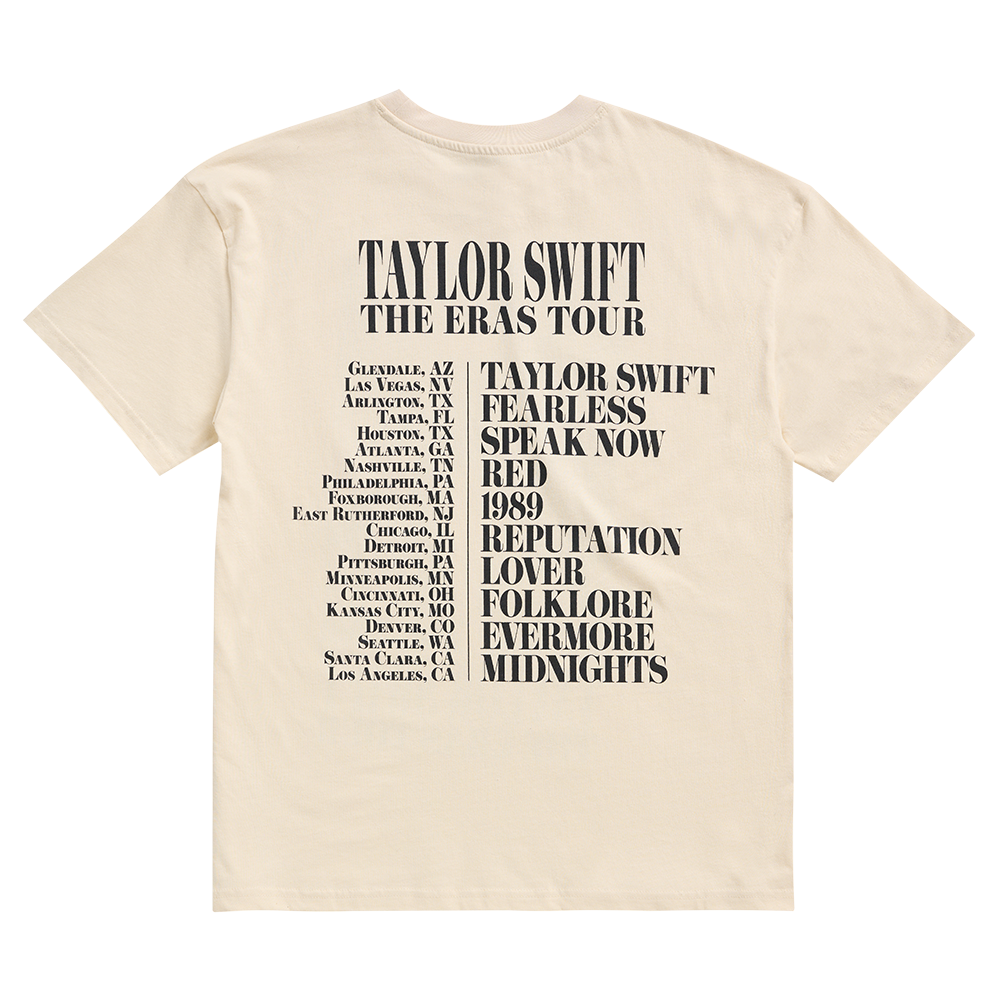 TAYLOR SWIFT
THE ERAS TOUR
GLENDALE, AZ
LAS VEGAS, NV
ARLINGTON, TX
TAMPA, FL
HOUSTON, TX
ATLANTA, GA
NASHVILLE, TN
PHILADELPHIA, PA
FOXBOROUGH, MA
EAST RUTHERFORD, NJ
CHICAGO, IL
DETROIT, MI
PITTSBURGH, PA
MINNEAPOLIS, MN
CINCINNATI, OH
KANSAS CITY, MO
DENVER, CO
SEATTLE, WA
SANTA CLARA, CA
LOS ANGELES, CA
TAYLOR SWIFT
FEARLESS
SPEAK NOW
RED
1989
REPUTATION
LOVER
FOLKLORE
EVERMORE
MIDNIGHTS